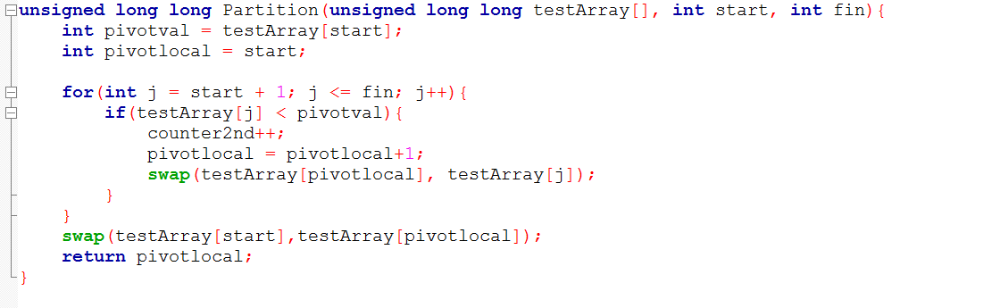 unsigned long long Partition(unsigned long long testArray[], int start, int fin){
    int pivotval = testArray[start];
    int pivotlocal = start;

    for(int j = start + 1; j <= fin; j++){
        if(testArray[j] < pivotval){
            counter2nd++;
            pivotlocal = pivotlocal+1;
            swap(testArray[pivotlocal], testArray[j]);
        }
    }
    swap(testArray[start],testArray[pivotlocal]);
    return pivotlocal;
}